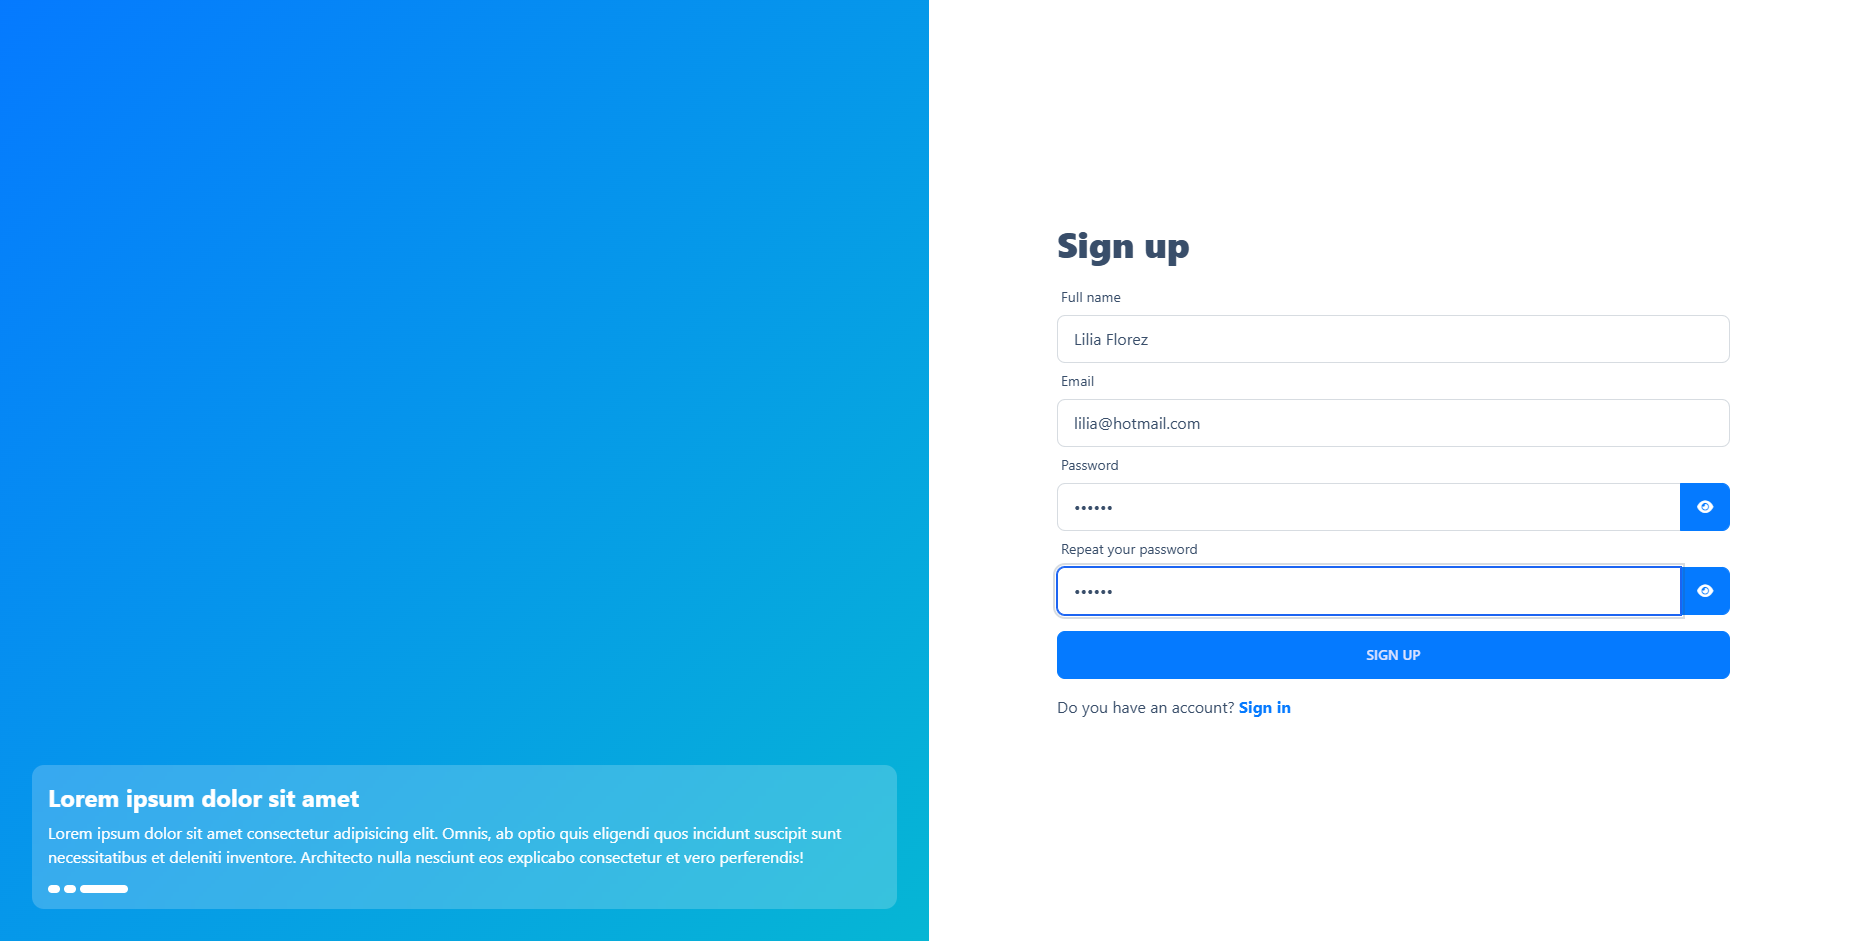 Sign up
Full name
Lilia Florez
Email
lilia@hotmail.com
Password
••••••
Repeat your password
••••••
SIGN UP
Do you have an account? Sign in
Lorem ipsum dolor sit amet
Lorem ipsum dolor sit amet consectetur adipisicing elit. Omnis, ab optio quis eligendi quos incidunt suscipit sunt
necessitatibus et deleniti inventore. Architecto nulla nesciunt eos explicabo consectetur et vero perferendis!